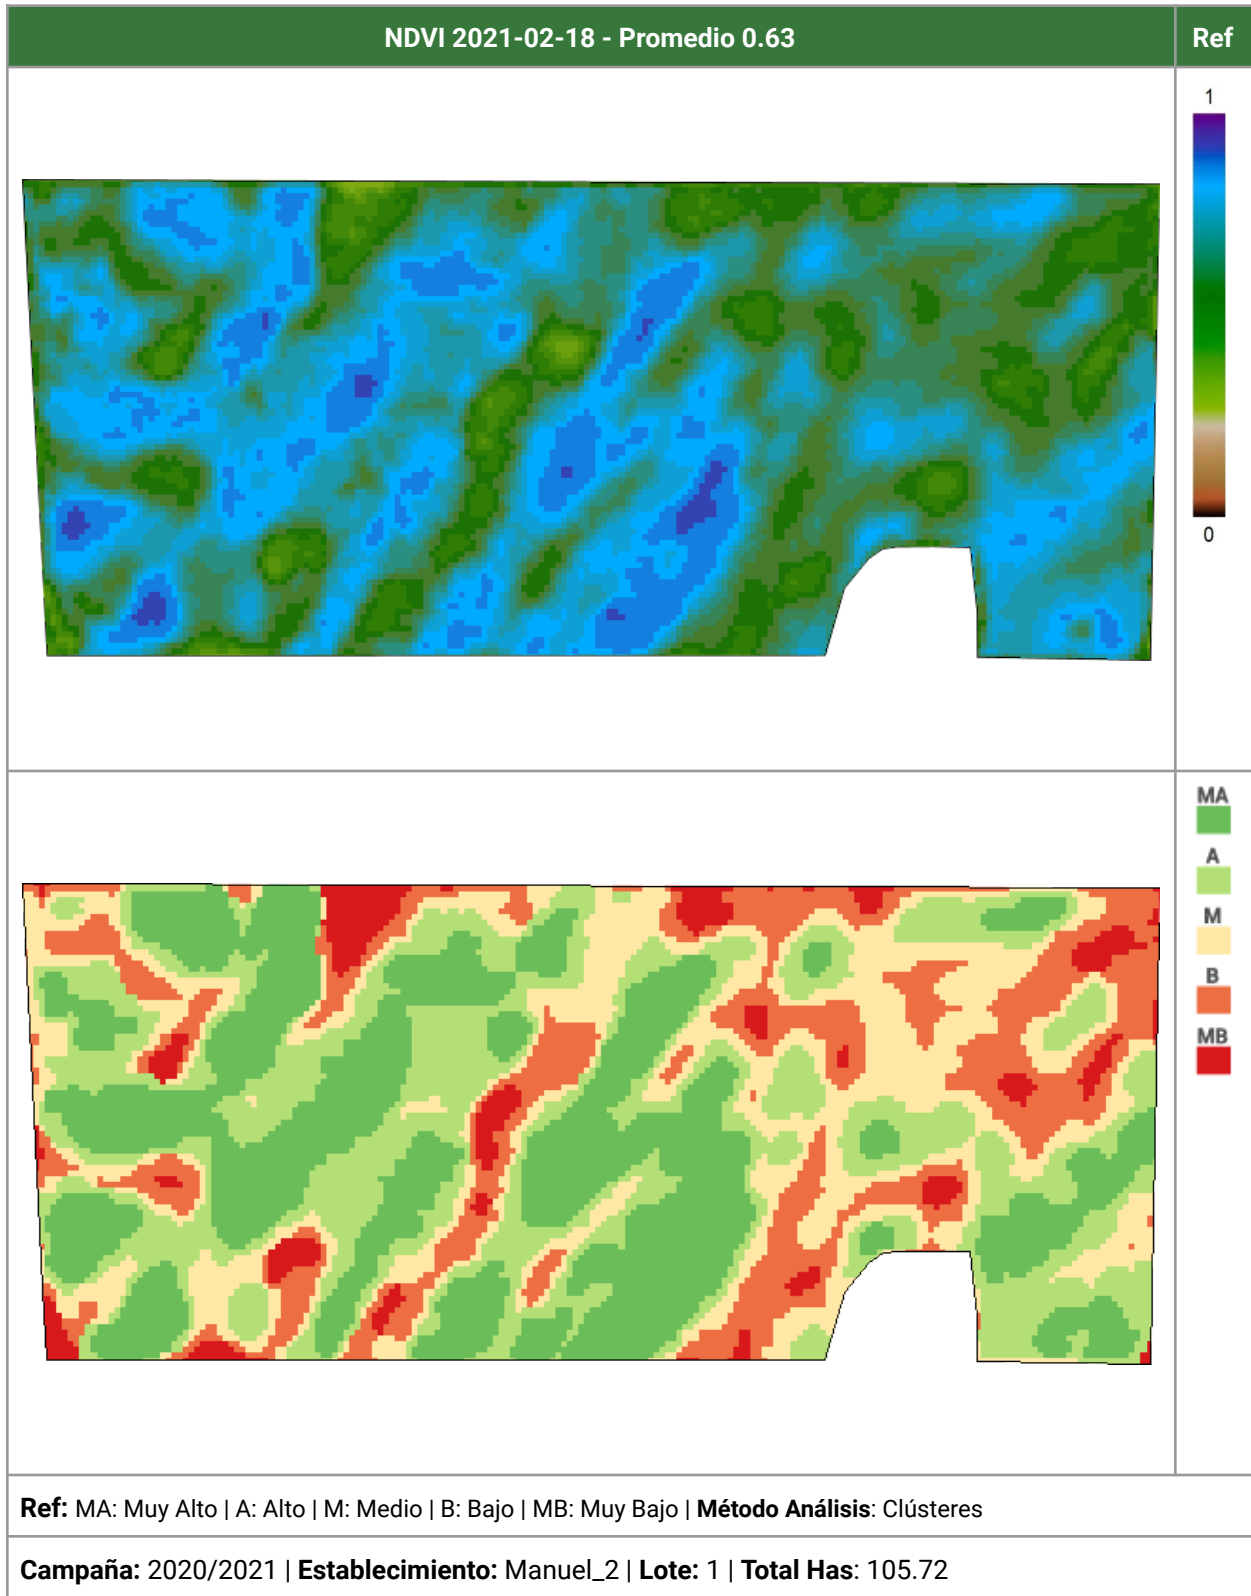 NDVI 2021-02-18 - Promedio 0.63
Ref
1
0
MA
A
M
B
MB
Ref: MA: Muy Alto | A: Alto | M: Medio | B: Bajo | MB: Muy Bajo | Método Análisis: Clústeres
Campaña: 2020/2021 | Establecimiento: Manuel_2 | Lote: 1 | Total Has: 105.72